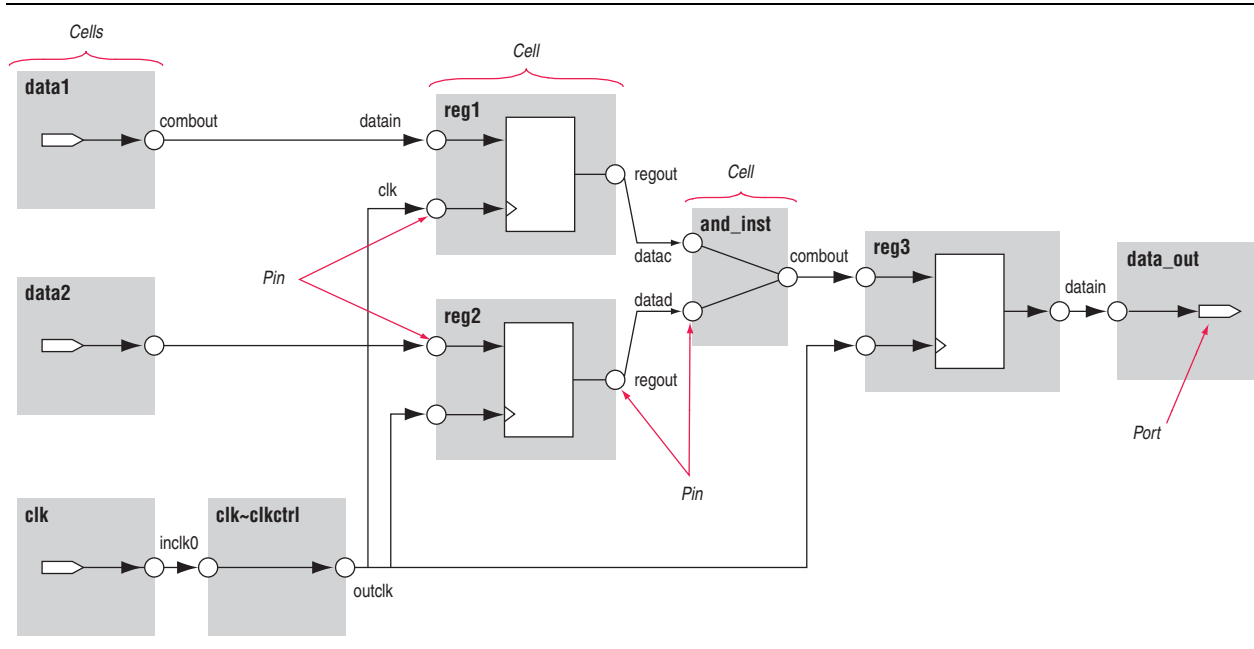 Cells
Cell
data1
reg1
combout
datain
regout
clk
Cell
and_inst
datac
combout
reg3
data_out
Pin
data2
datad
datain
reg2
regout
Port
Pin
clk
clk~clkctrl
inclk0
outclk